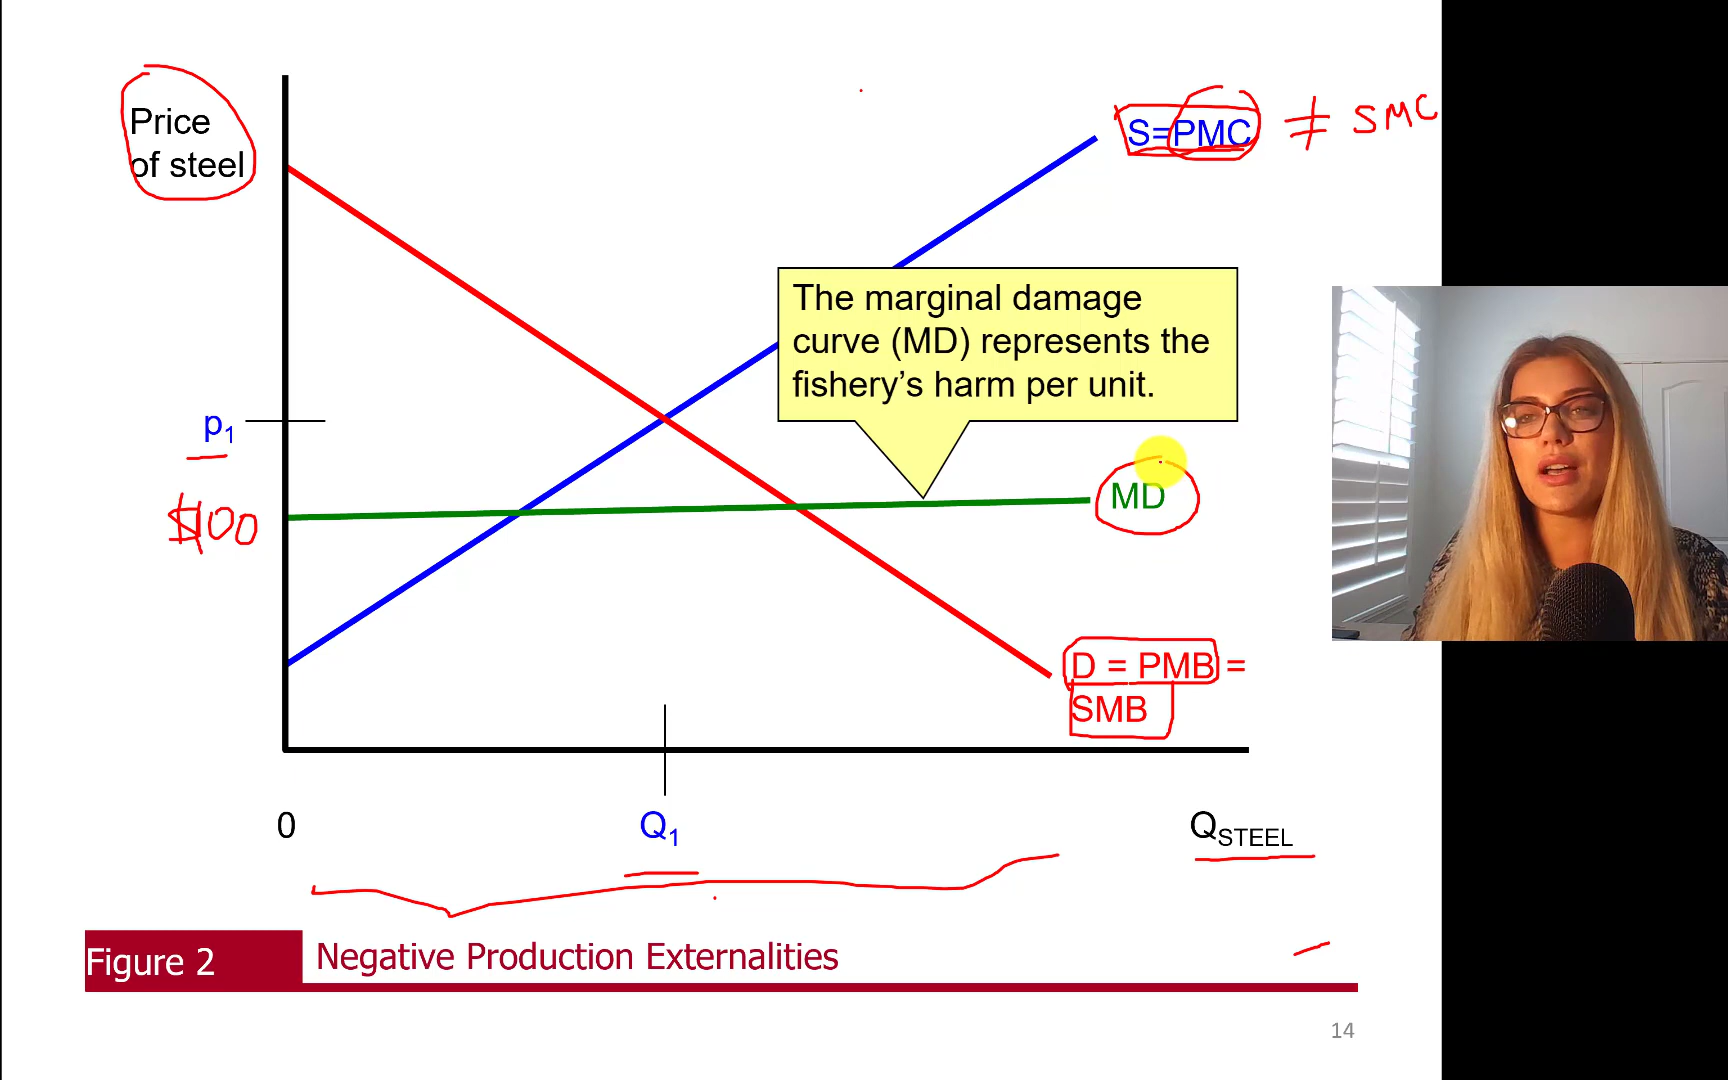 Price
of steel
S=PMC ≠ SMC
The marginal damage
curve (MD) represents the
fishery’s harm per unit.
p1
MD
$100
D = PMB =
SMB
0
Q1
QSTEEL
Figure 2
Negative Production Externalities
14